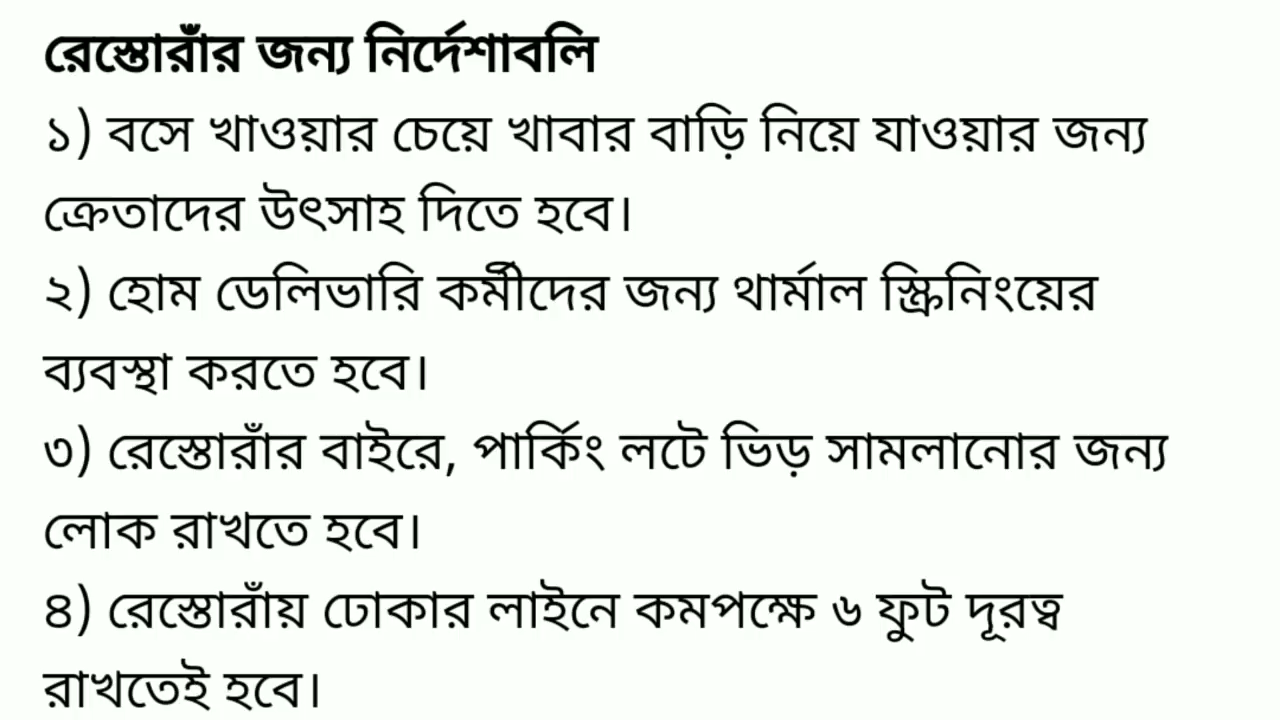 রেস্তোরাঁর জন্য নির্দেশাবলি
১) বসে খাওয়ার চেয়ে খাবার বাড়ি নিয়ে যাওয়ার জন্য
ক্রেতাদের উৎসাহ দিতে হবে।
২) হোম ডেলিভারি কর্মীদের জন্য থার্মাল স্ক্রিনিংয়ের
ব্যবস্থা করতে হবে।
৩) রেস্তোরাঁর বাইরে, পার্কিং লটে ভিড় সামলানোর জন্য
লোক রাখতে হবে।
৪) রেস্তোরাঁয় ঢোকার লাইনে কমপক্ষে ৬ ফুট দূরত্ব
রাখতেই হবে।